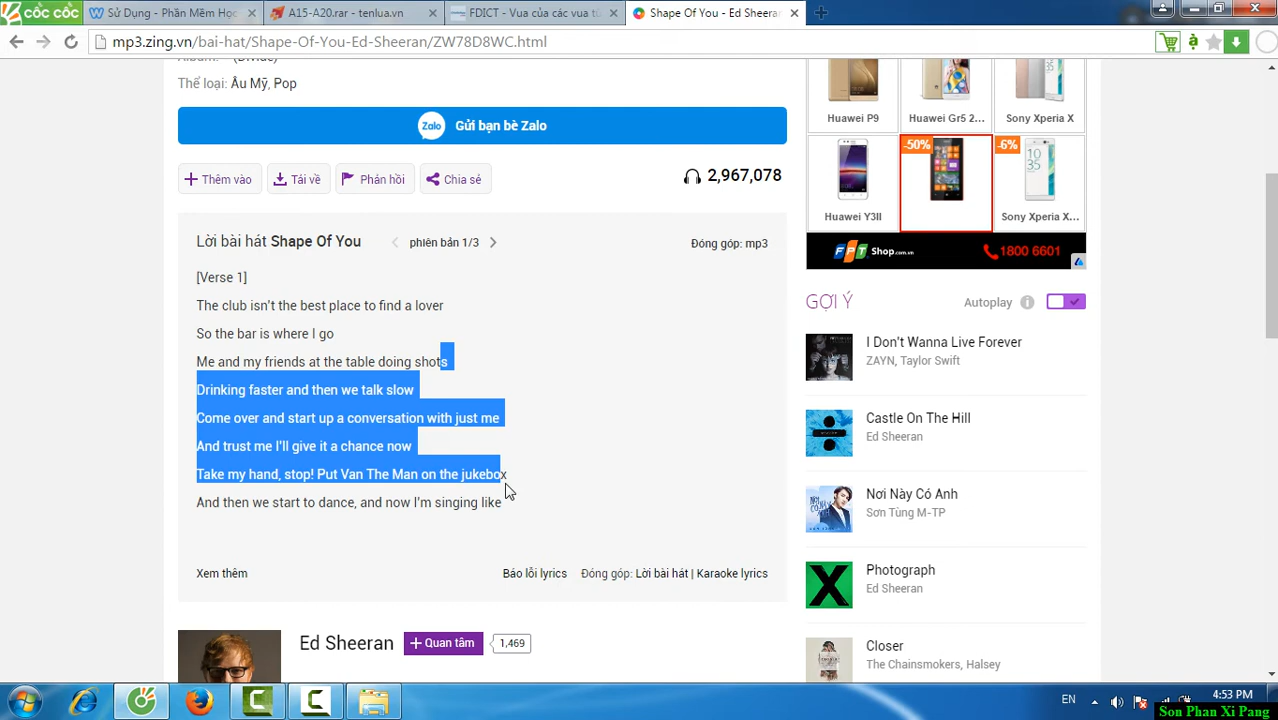 cốc cốc
Sử Dụng - Phần Mềm Học
A15-A20.rar - tenlua.vn
FDICT - Vua của các vua từ
Shape Of You - Ed Sheeran
mp3.zing.vn/bai-hat/Shape-Of-You-Ed-Sheeran/ZW78D8WC.html
Album: (Divide)
Thể loại: Âu Mỹ, Pop
Zalo Gửi bạn bè Zalo
Thêm vào
Tải về
Phản hồi
Chia sẻ
2,967,078
Lời bài hát Shape Of You
phiên bản 1/3
Đóng góp: mp3
[Verse 1]
The club isn't the best place to find a lover
So the bar is where I go
Me and my friends at the table doing shots
Drinking faster and then we talk slow
Come over and start up a conversation with just me
And trust me I'll give it a chance now
Take my hand, stop! Put Van The Man on the jukebox
And then we start to dance, and now I'm singing like
Xem thêm
Báo lỗi lyrics
Đóng góp: Lời bài hát | Karaoke lyrics
Ed Sheeran
Quan tâm
1,469
Huawei P9
Huawei Gr5 2...
Sony Xperia X
-50%
-6%
Huawei Y3II
Sony Xperia X...
FPT Shop.com.vn
1800 6601
GỢI Ý
Autoplay
I Don't Wanna Live Forever
ZAYN, Taylor Swift
Castle On The Hill
Ed Sheeran
Nơi Này Có Anh
Sơn Tùng M-TP
Photograph
Ed Sheeran
Closer
The Chainsmokers, Halsey
EN
4:53 PM
Son Phan Xi Pang